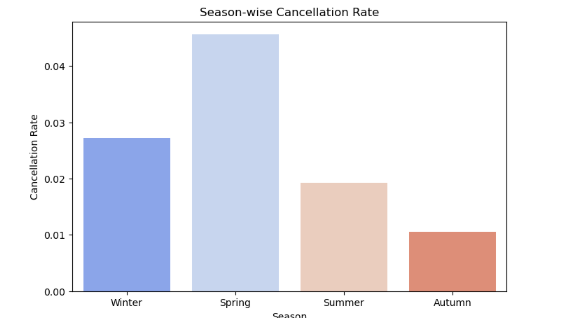 Season-wise Cancellation Rate
Cancellation Rate
0.04
0.03
0.02
0.01
0.00
Winter Spring Summer Autumn
Season